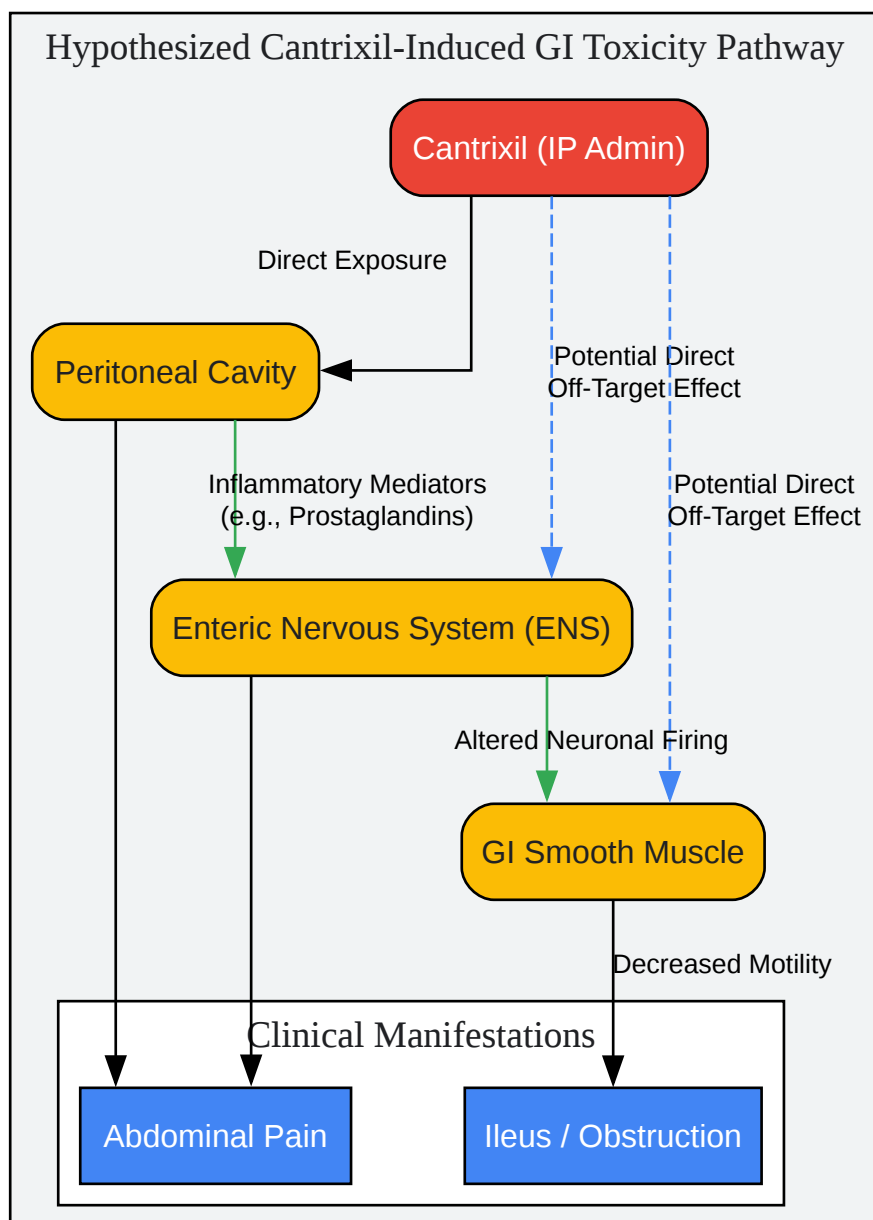 Hypothesized Cantrixil-Induced GI Toxicity Pathway
Cantrixil (IP Admin)
Direct Exposure
Peritoneal Cavity
Potential Direct
Off-Target Effect
Inflammatory Mediators
(e.g., Prostaglandins)
Potential Direct
Off-Target Effect
Enteric Nervous System (ENS)
Altered Neuronal Firing
GI Smooth Muscle
Decreased Motility
Clinical Manifestations
Abdominal Pain
Ileus / Obstruction